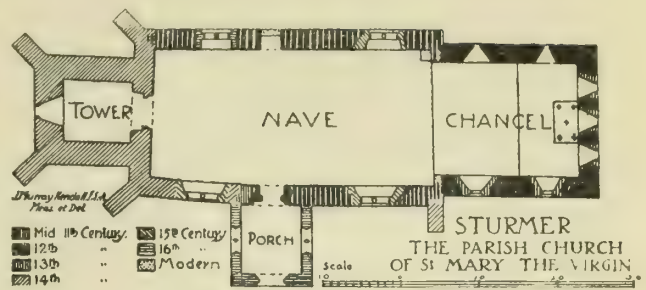 TOWER
NAVE
CHANCEL
PORCH
J. Murray Kendall F.S.A.
Meas. et Del.
Mid 11th Century.
12th "
13th "
14th "
15th Century
16th "
Modern
STURMER
THE PARISH CHURCH
OF St MARY THE VIRGIN
Scale